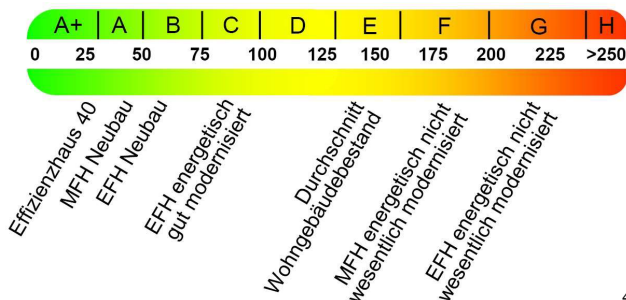 A+ A B C D E F G H
0 25 50 75 100 125 150 175 200 225 >250
Effizienzhaus 40
MFH Neubau
EFH Neubau
EFH energetisch
gut modernisiert
Durchschnitt
Wohngebäudebestand
MFH energetisch nicht
wesentlich modernisiert
EFH energetisch nicht
wesentlich modernisiert